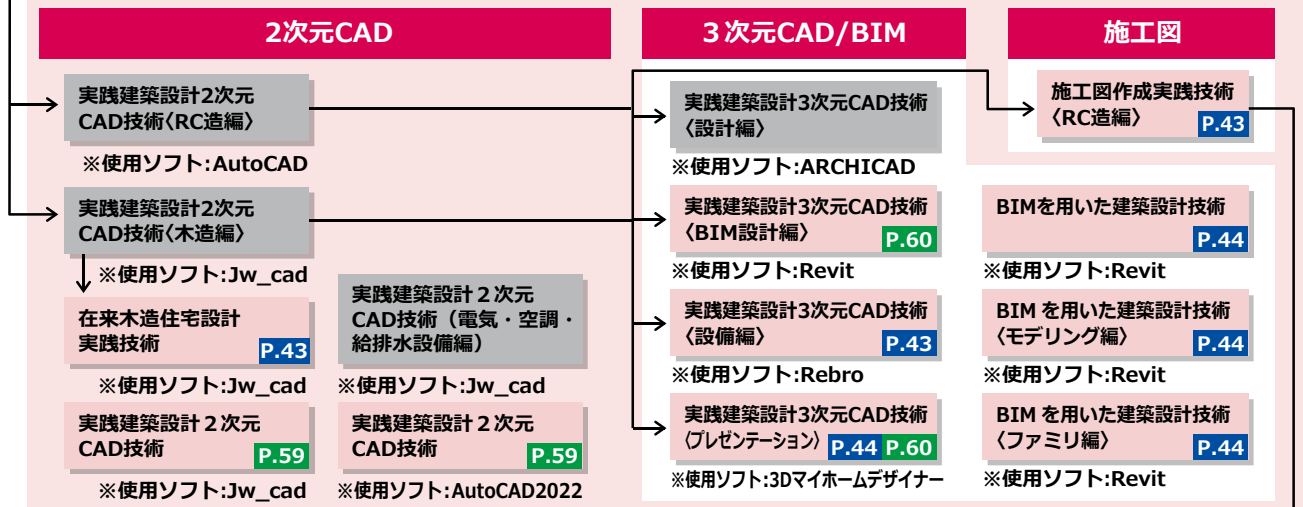 2次元CAD
実践建築設計2次元
CAD技術〈RC造編〉
※使用ソフト:AutoCAD
実践建築設計2次元
CAD技術〈木造編〉
※使用ソフト:Jw_cad
在来木造住宅設計
実践技術
P.43
※使用ソフト:Jw_cad
実践建築設計２次元
CAD技術（電気・空調・
給排水設備編）
※使用ソフト:Jw_cad
実践建築設計２次元
CAD技術
P.59
※使用ソフト:Jw_cad
実践建築設計２次元
CAD技術
P.59
※使用ソフト:AutoCAD2022
３次元CAD/BIM
実践建築設計3次元CAD技術
〈設計編〉
※使用ソフト:ARCHICAD
実践建築設計3次元CAD技術
〈BIM設計編〉
P.60
※使用ソフト:Revit
実践建築設計3次元CAD技術
〈設備編〉
P.43
※使用ソフト:Rebro
実践建築設計3次元CAD技術
〈プレゼンテーション〉 P.44 P.60
※使用ソフト:3Dマイホームデザイナー
施工図
施工図作成実践技術
〈RC造編〉
P.43
BIMを用いた建築設計技術
P.44
※使用ソフト:Revit
BIM を用いた建築設計技術
〈モデリング編〉
P.44
※使用ソフト:Revit
BIM を用いた建築設計技術
〈ファミリ編〉
P.44
※使用ソフト:Revit